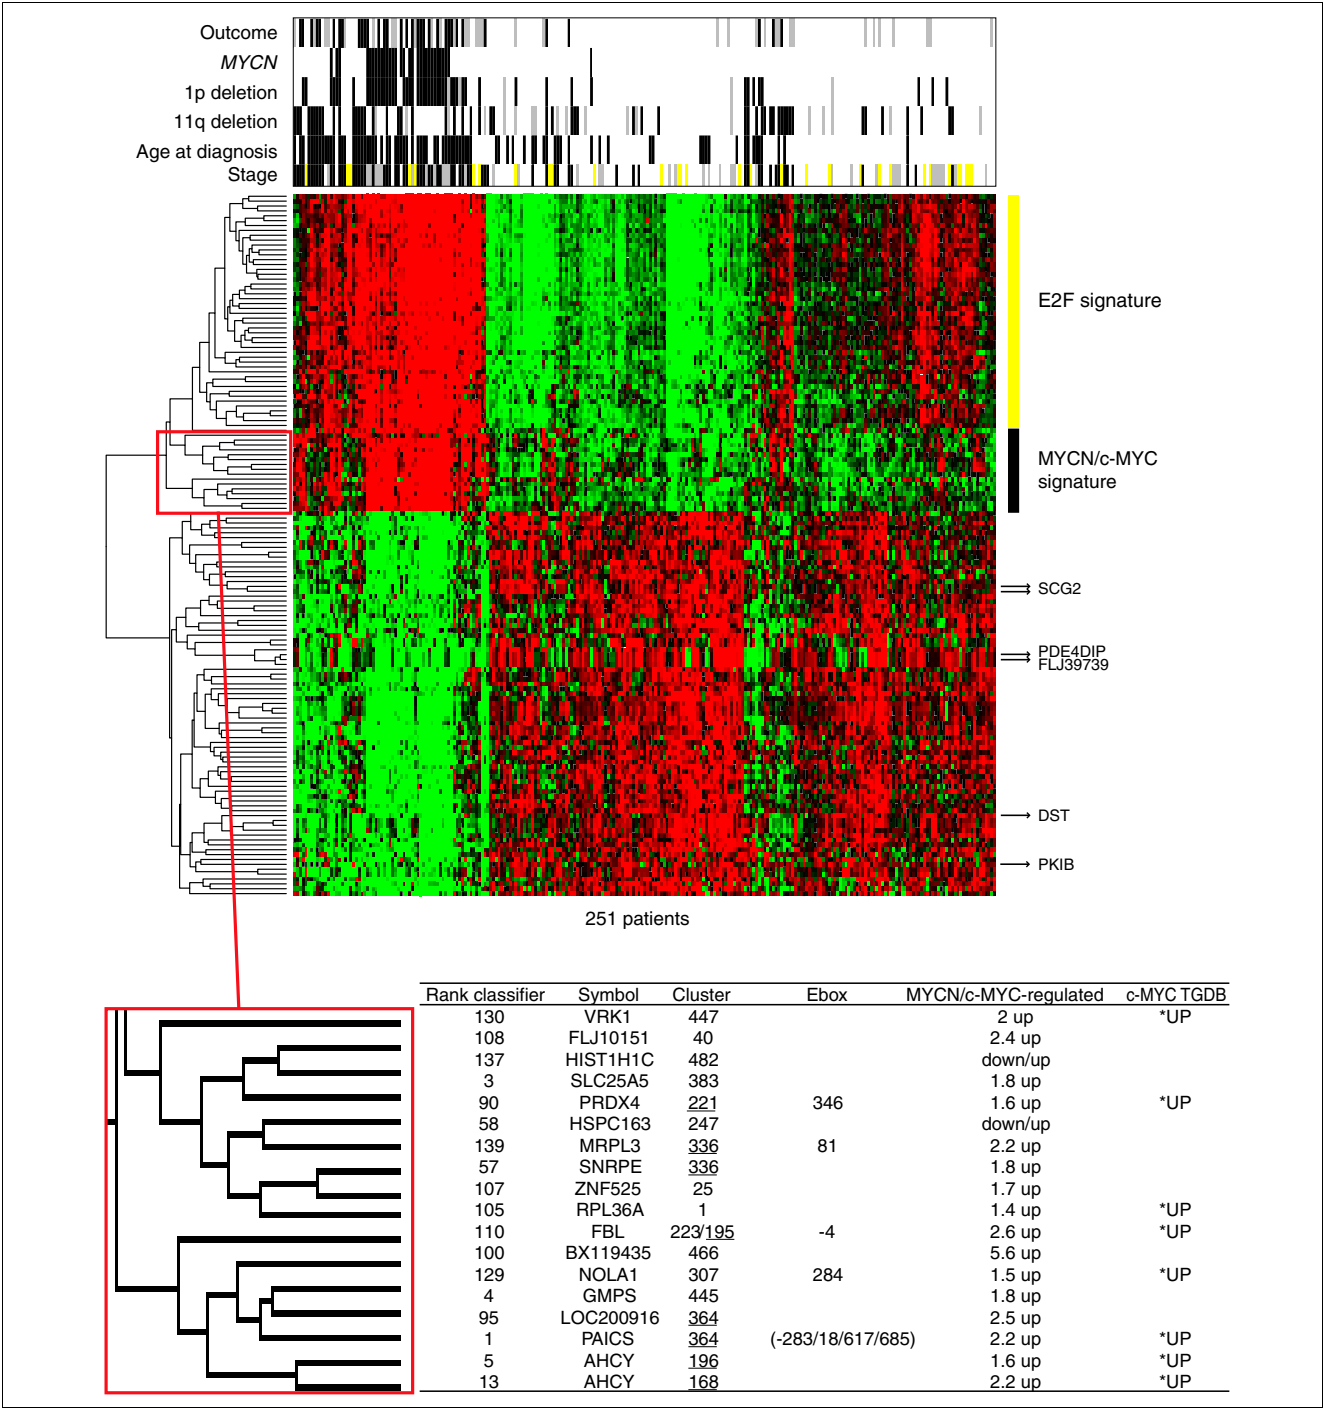 Outcome
MYCN
1p deletion
11q deletion
Age at diagnosis
Stage
E2F signature
MYCN/c-MYC
signature
SCG2
PDE4DIP
FLJ39739
DST
PKIB
251 patients
Rank classifier Symbol Cluster Ebox MYCN/c-MYC-regulated c-MYC TGDB
130 VRK1 447 2 up *UP
108 FLJ10151 40 2.4 up
137 HIST1H1C 482 down/up
3 SLC25A5 383 1.8 up
90 PRDX4 221 346 1.6 up *UP
58 HSPC163 247 down/up
139 MRPL3 336 81 2.2 up
57 SNRPE 336 1.8 up
107 ZNF525 25 1.7 up
105 RPL36A 1 1.4 up *UP
110 FBL 223/195 -4 2.6 up *UP
100 BX119435 466 5.6 up
129 NOLA1 307 284 1.5 up *UP
4 GMPS 445 1.8 up
95 LOC200916 364 2.5 up
1 PAICS 364 (-283/18/617/685) 2.2 up *UP
5 AHCY 196 1.6 up *UP
13 AHCY 168 2.2 up *UP